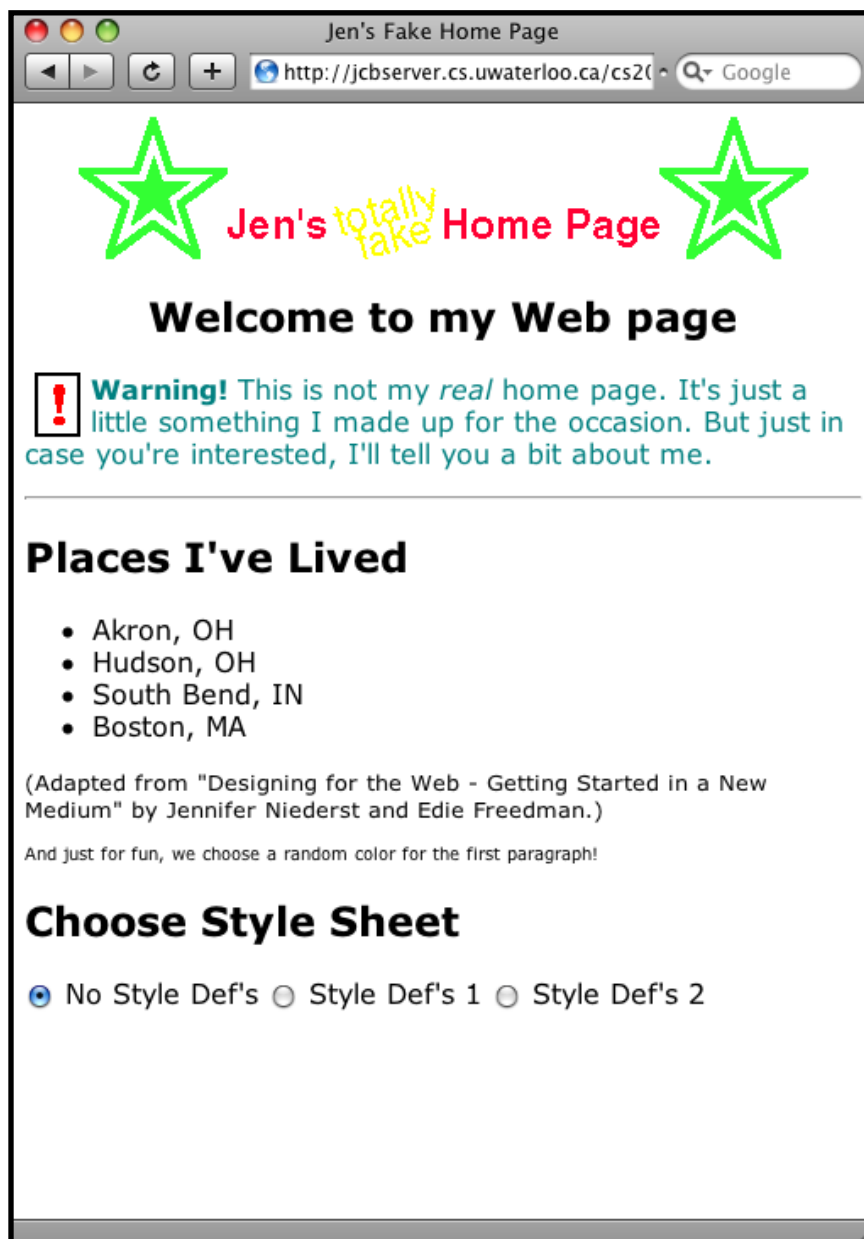 Jen's Fake Home Page
http://jcbserver.cs.uwaterloo.ca/cs20 Google
Jen's totally fake Home Page
Welcome to my Web page
! Warning! This is not my real home page. It's just a
little something I made up for the occasion. But just in
case you're interested, I'll tell you a bit about me.
Places I've Lived
• Akron, OH
• Hudson, OH
• South Bend, IN
• Boston, MA
(Adapted from "Designing for the Web - Getting Started in a New
Medium" by Jennifer Niederst and Edie Freedman.)
And just for fun, we choose a random color for the first paragraph!
Choose Style Sheet
No Style Def's Style Def's 1 Style Def's 2